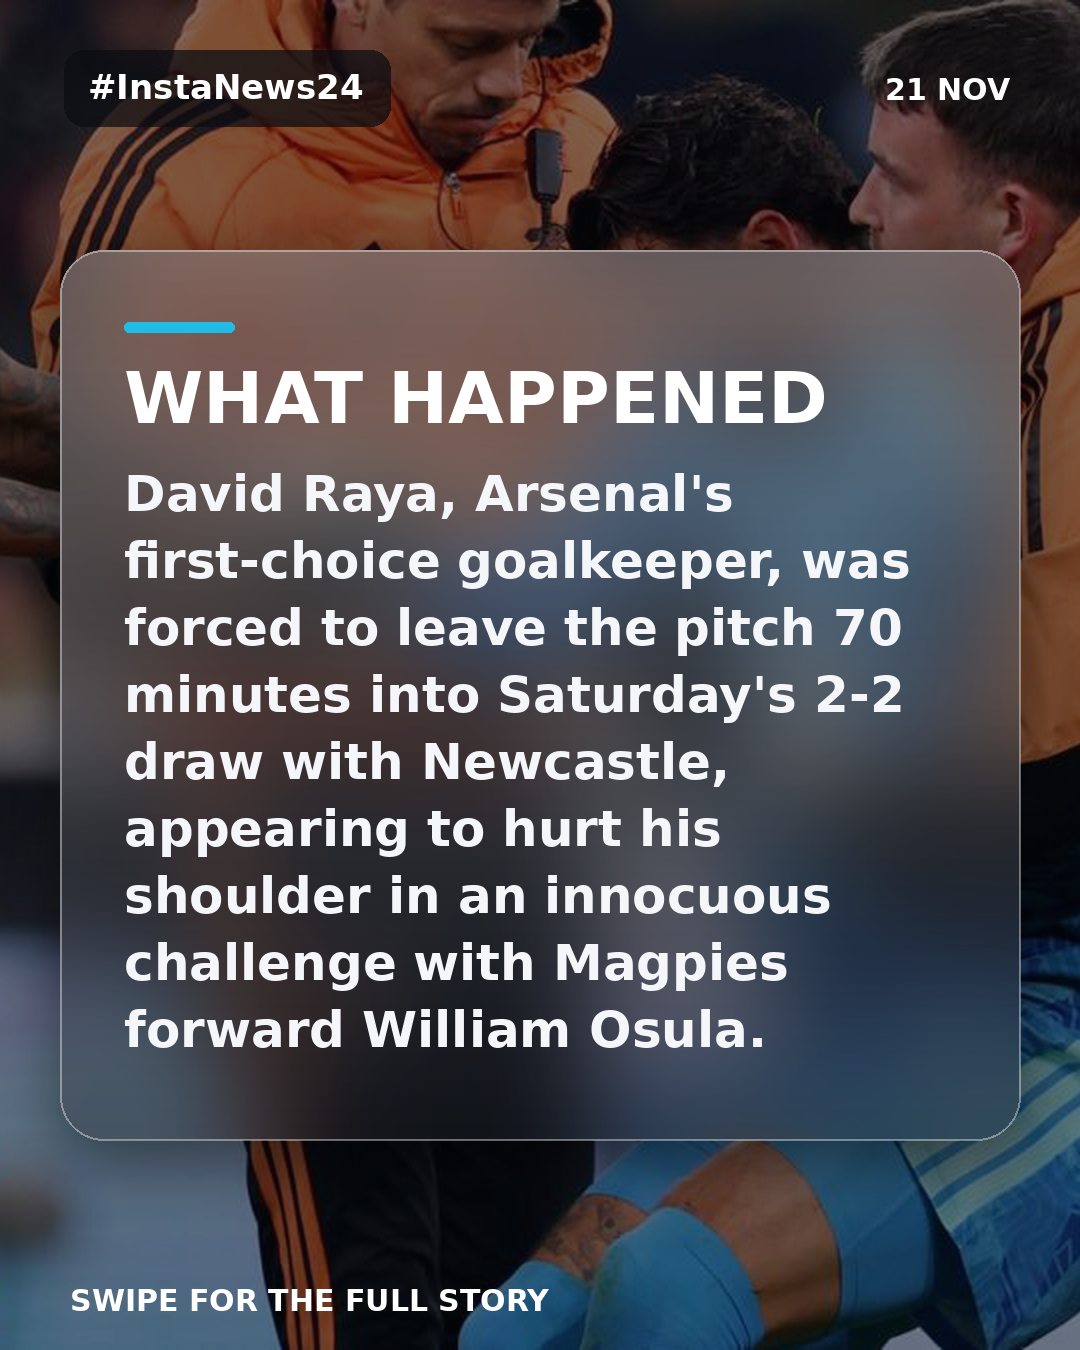 #InstaNews24
21 NOV
WHAT HAPPENED
David Raya, Arsenal's
first-choice goalkeeper, was
forced to leave the pitch 70
minutes into Saturday's 2-2
draw with Newcastle,
appearing to hurt his
shoulder in an innocuous
challenge with Magpies
forward William Osula.
SWIPE FOR THE FULL STORY